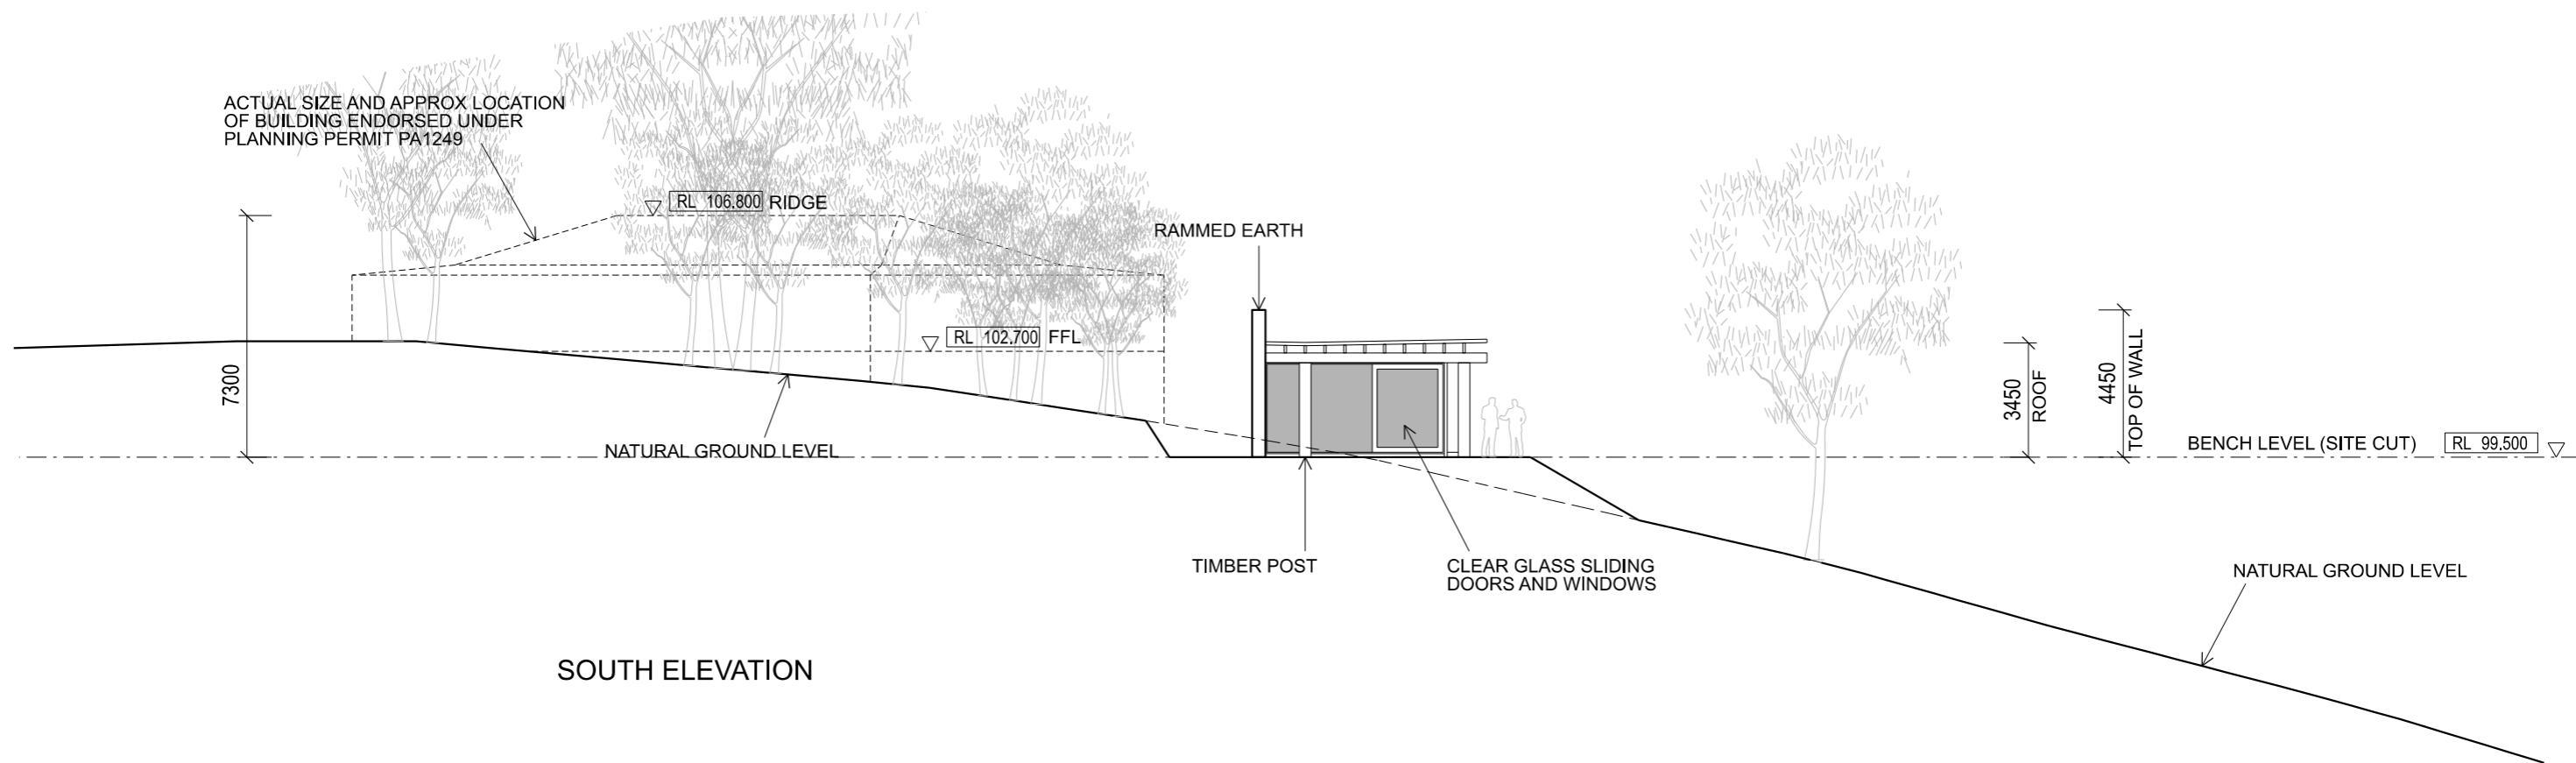 ACTUAL SIZE AND APPROX LOCATION
OF BUILDING ENDORSED UNDER
PLANNING PERMIT PA1249
RL 106.800 RIDGE
RAMMED EARTH
RL 102.700 FFL
7300
3450
ROOF
4450
TOP OF WALL
NATURAL GROUND LEVEL
BENCH LEVEL (SITE CUT) RL 99.500
TIMBER POST
CLEAR GLASS SLIDING
DOORS AND WINDOWS
NATURAL GROUND LEVEL
SOUTH ELEVATION